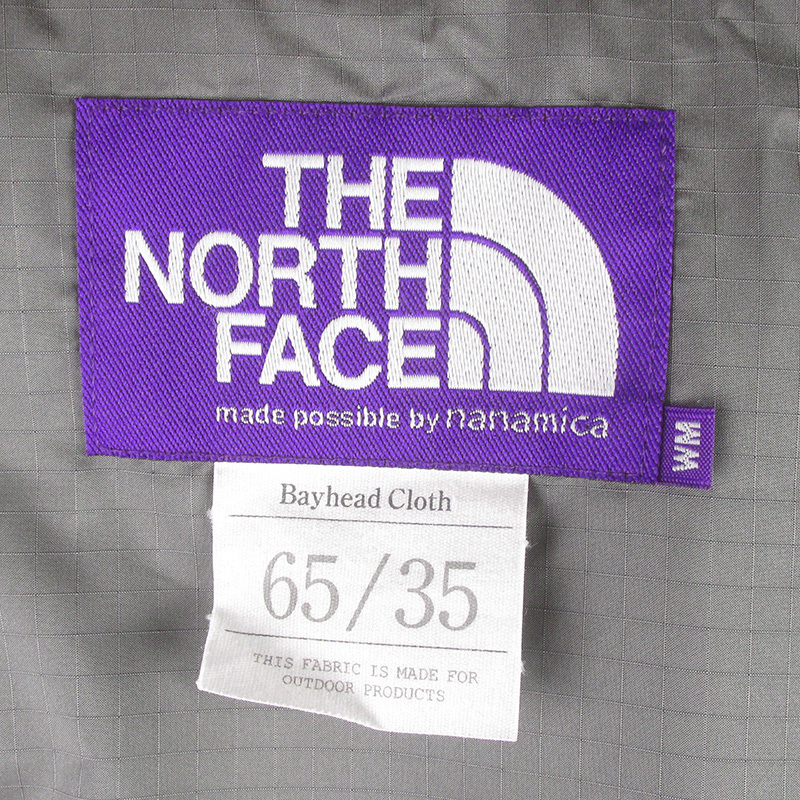 THE
NORTH
FACE
made possible by nanamica
WM
Bayhead Cloth
65/35
THIS FABRIC IS MADE FOR
OUTDOOR PRODUCTS